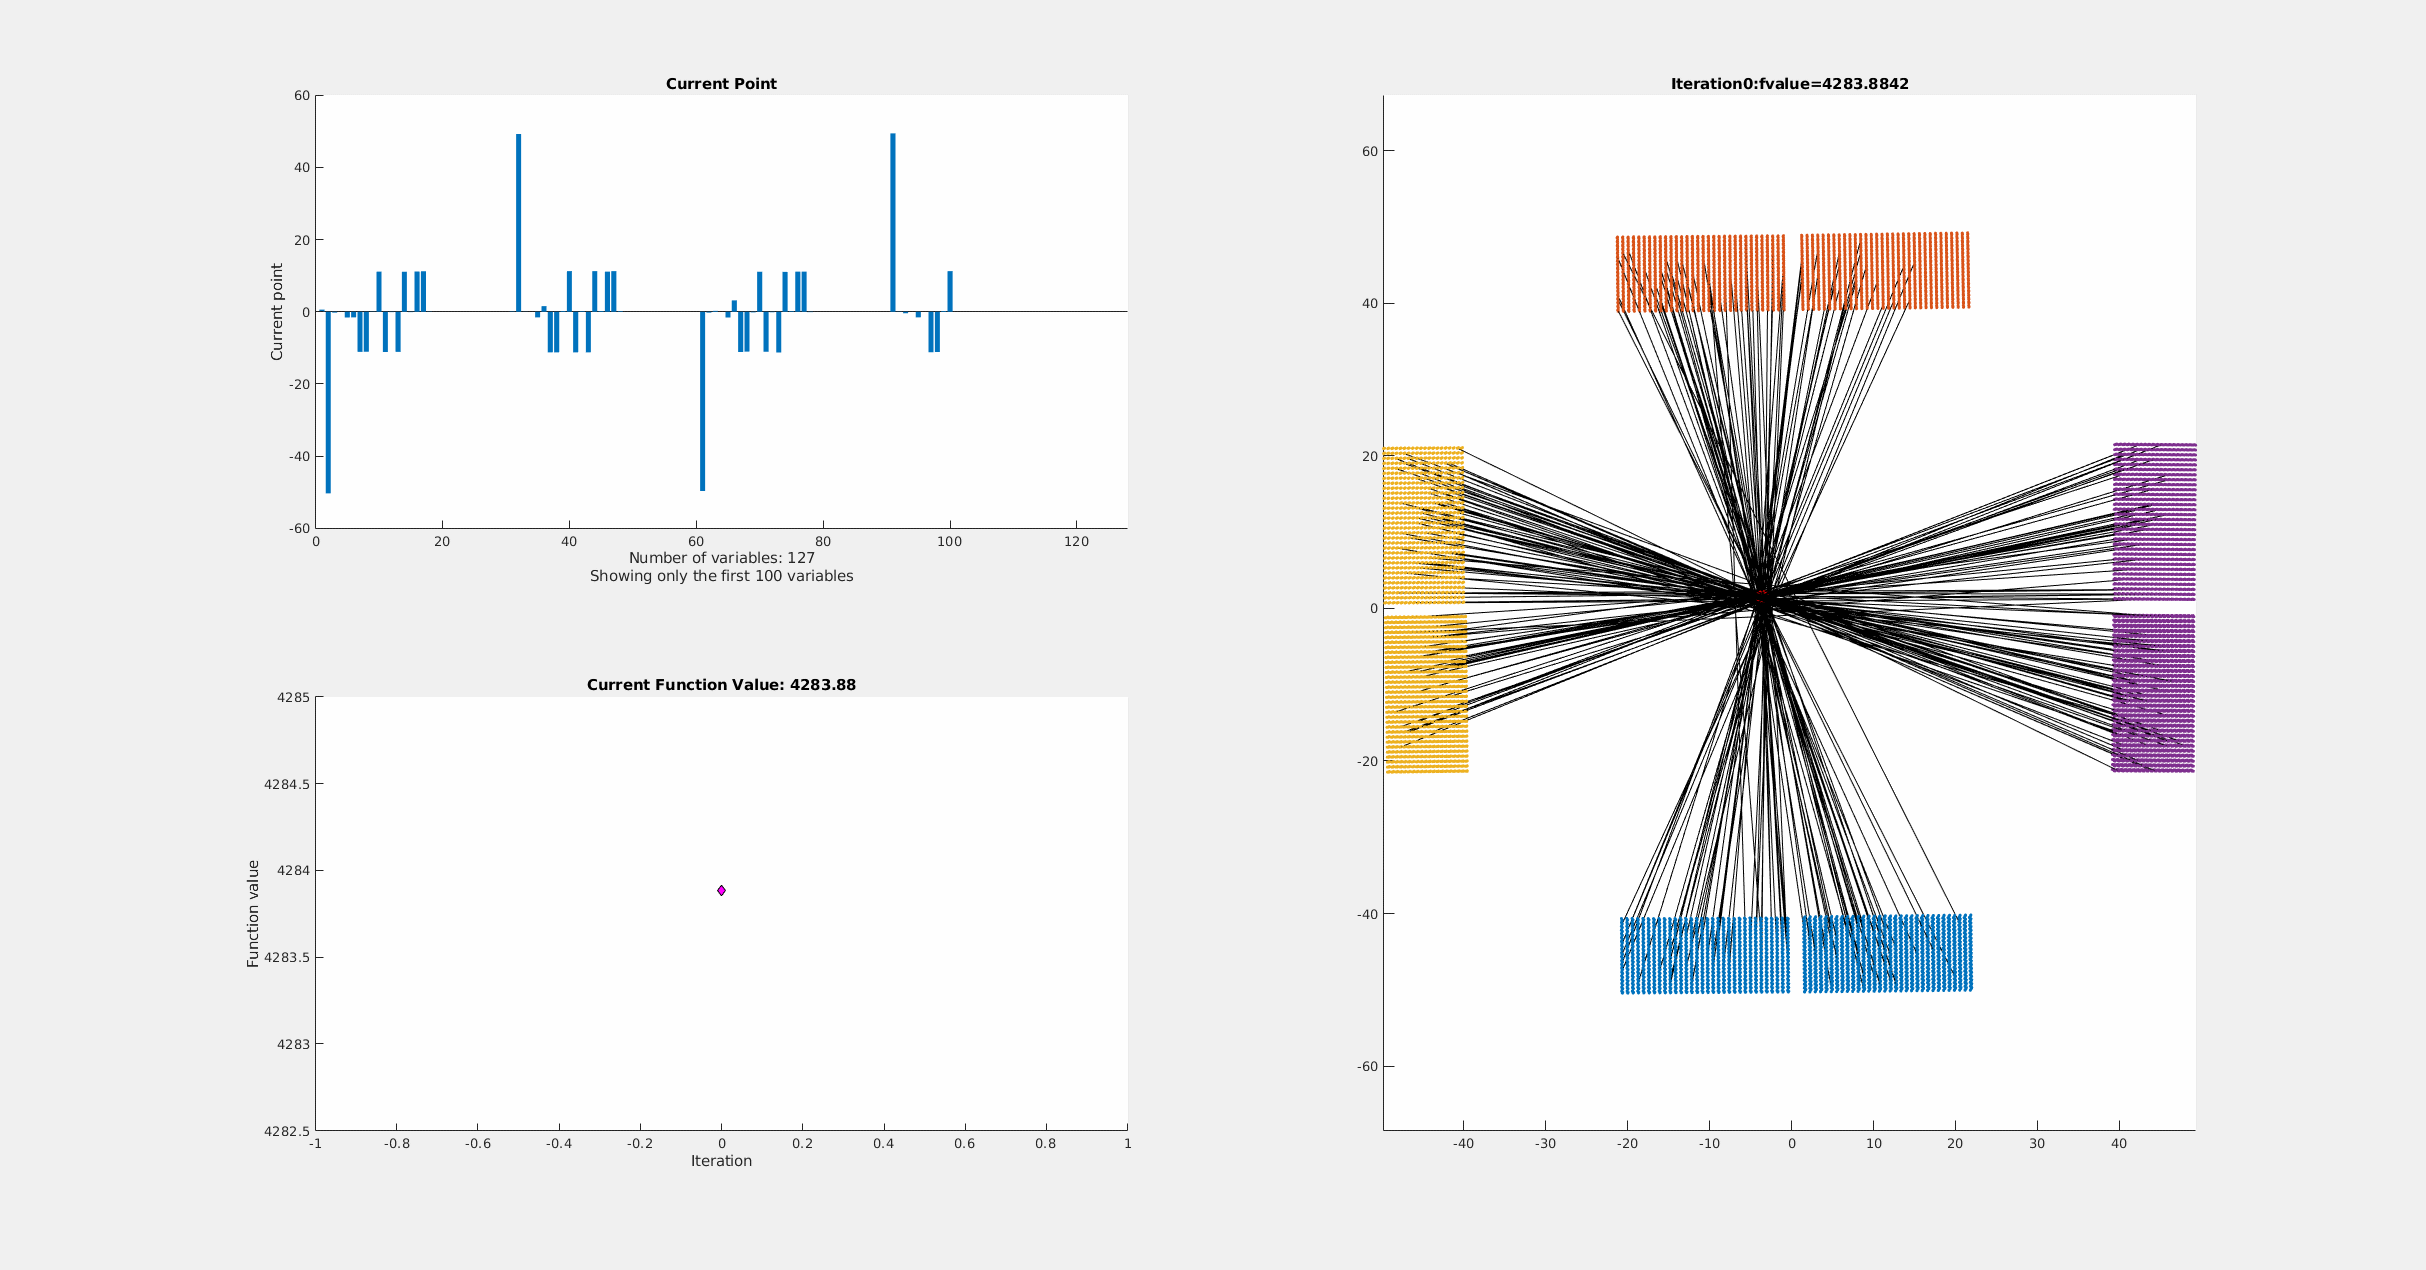 Current Point
60
40
20
0
-20
-40
-60
Current point
0 20 40 60 80 100 120
Number of variables: 127
Showing only the first 100 variables
Current Function Value: 4283.88
4285
4284.5
4284
4283.5
4283
4282.5
Function value
-1 -0.8 -0.6 -0.4 -0.2 0 0.2 0.4 0.6 0.8 1
Iteration
Iteration0:fvalue=4283.8842
60
40
20
0
-20
-40
-60
-40 -30 -20 -10 0 10 20 30 40